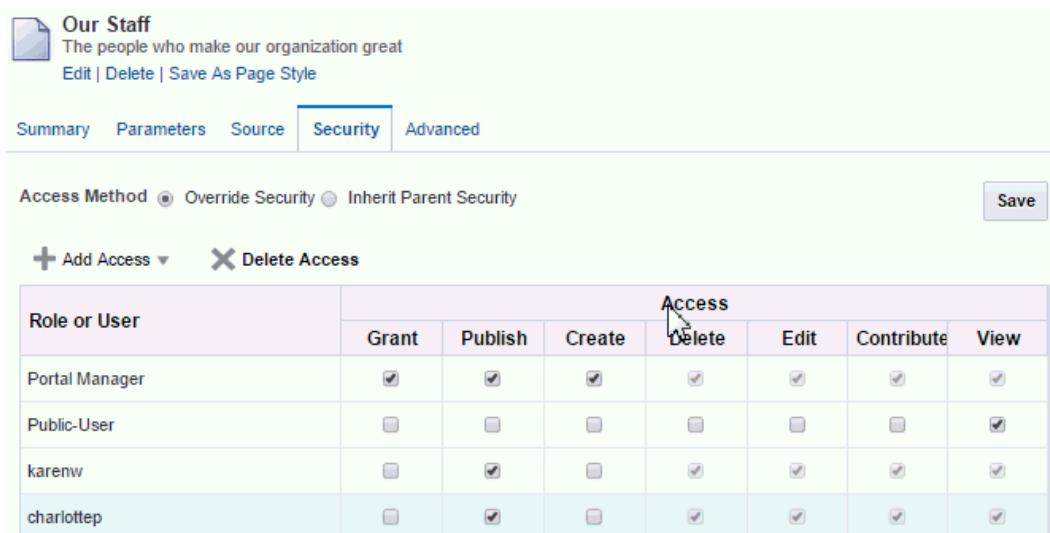 Our Staff
The people who make our organization great
Edit | Delete | Save As Page Style
Summary Parameters Source Security Advanced
Access Method Override Security Inherit Parent Security Save
Add Access Delete Access
Role or User Access
Grant Publish Create Delete Edit Contribute View
Portal Manager
Public-User
karenw
charlottep